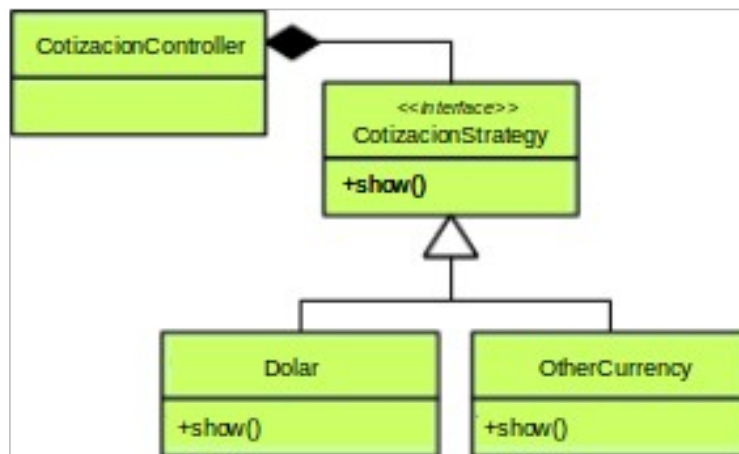 CotizacionController
<<Interface>>
CotizacionStrategy
+show()
Dolar
OtherCurrency
+show()
+show()